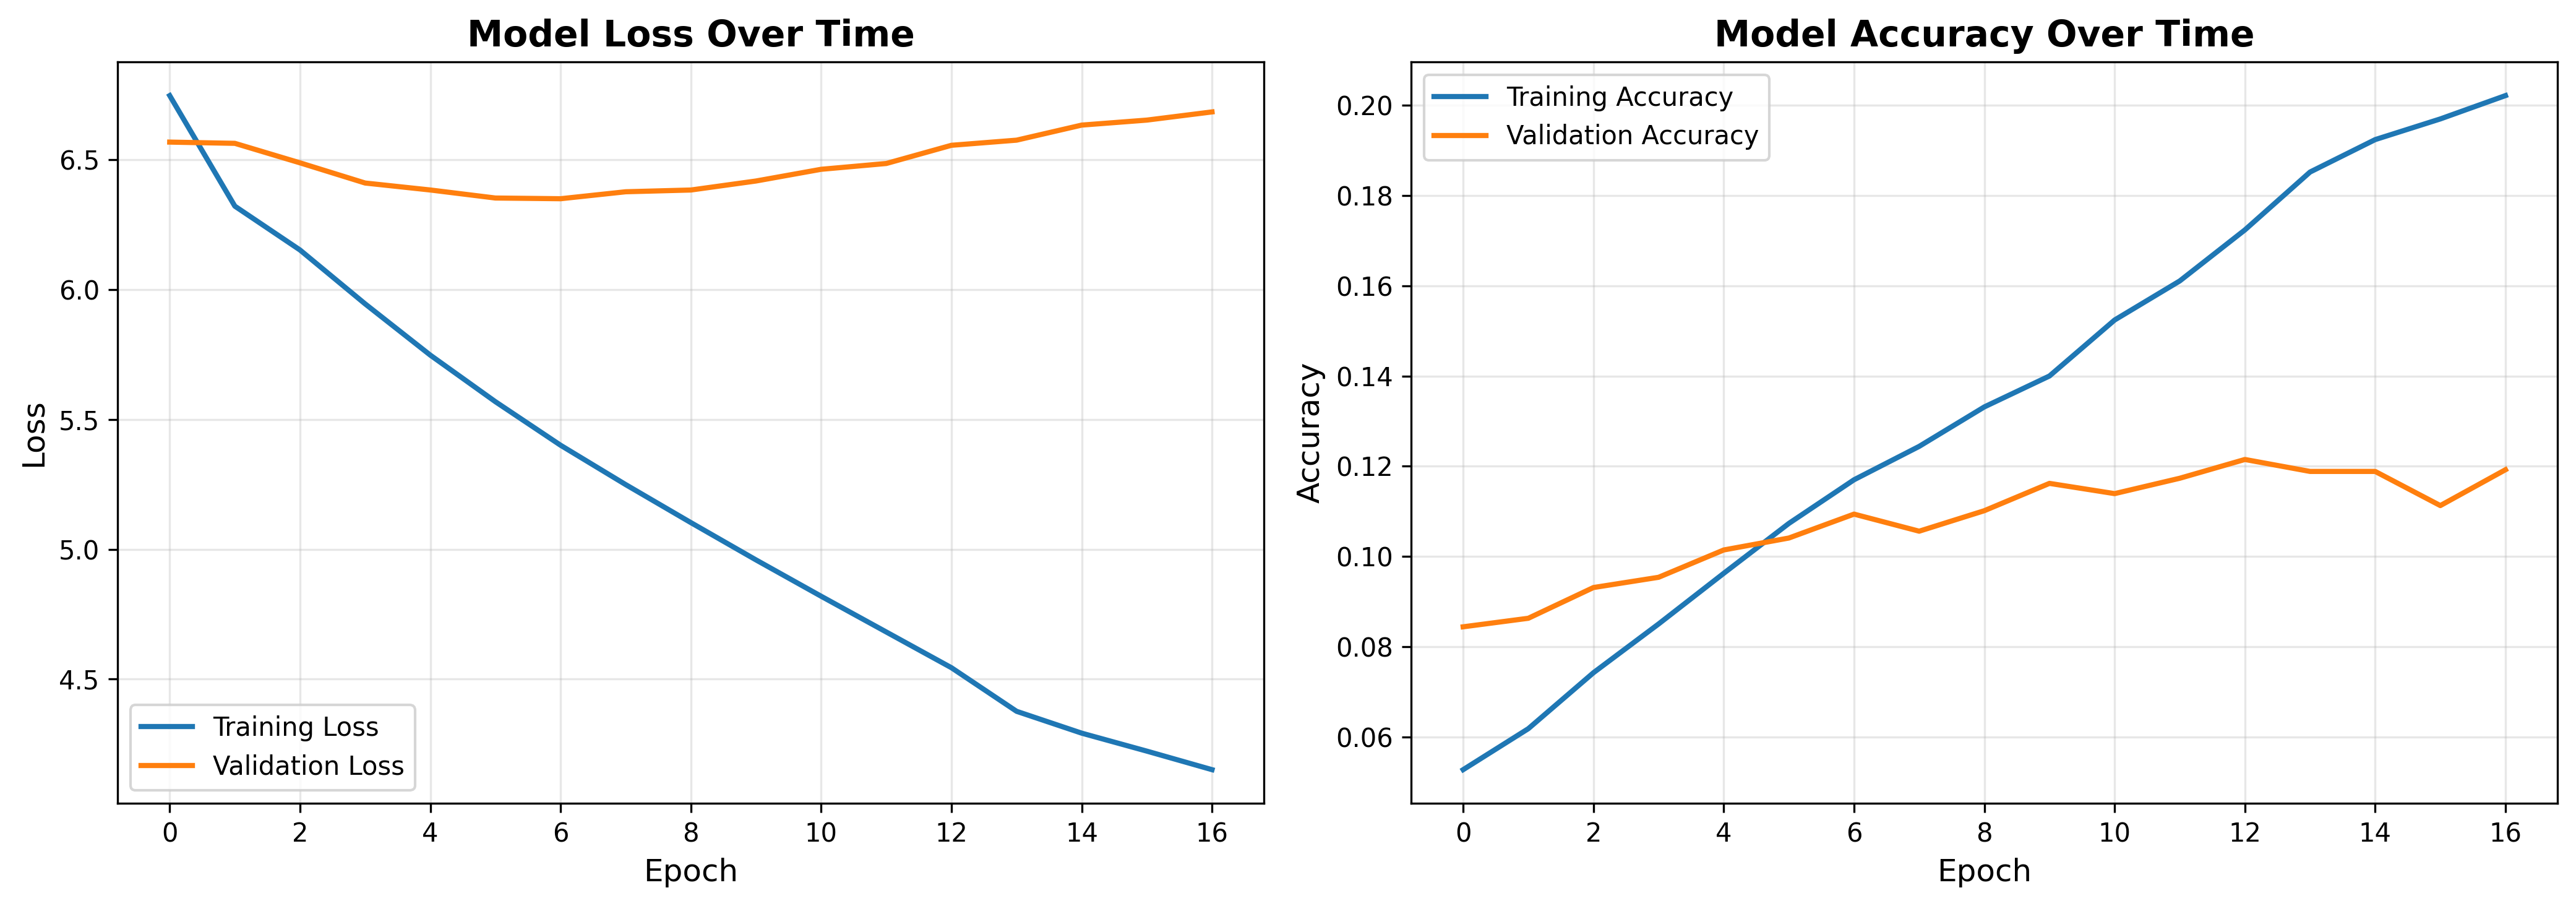 Model Loss Over Time
Loss
6.5
6.0
5.5
5.0
4.5
Training Loss
Validation Loss
0 2 4 6 8 10 12 14 16
Epoch
Model Accuracy Over Time
Accuracy
0.20
0.18
0.16
0.14
0.12
0.10
0.08
0.06
Training Accuracy
Validation Accuracy
0 2 4 6 8 10 12 14 16
Epoch